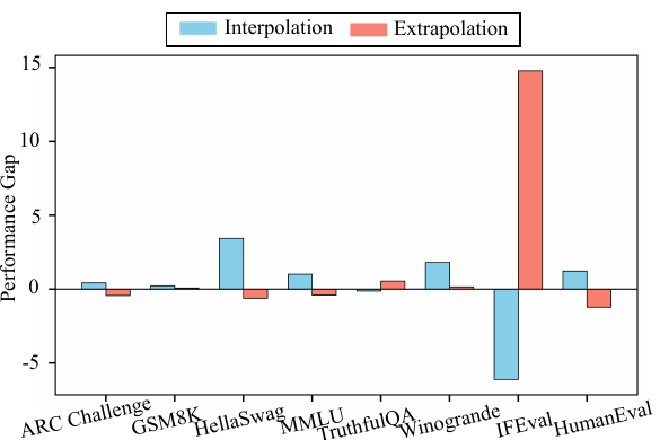 Interpolation Extrapolation
Performance Gap
15
10
5
0
-5
ARC Challenge
GSM8K
HellaSwag
MMLU
TruthfulQA
Winogrande
IFEval
HumanEval